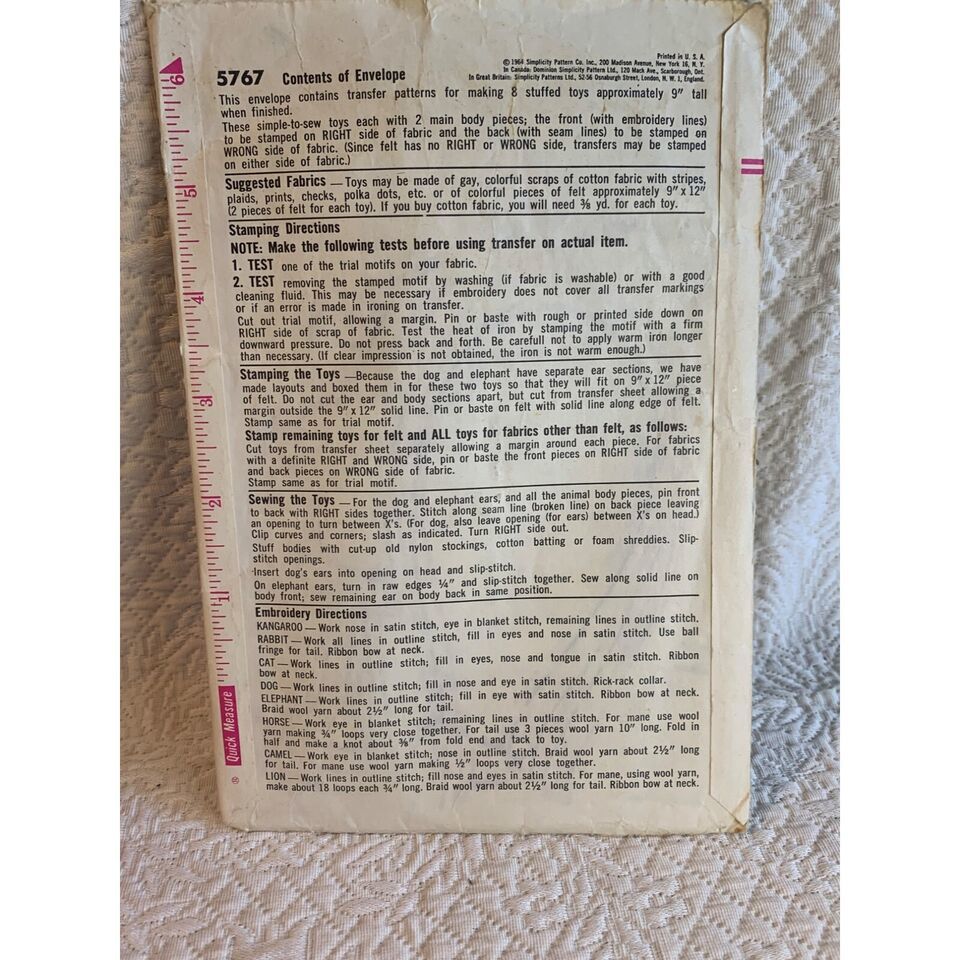 Printed in U. S. A.
© 1964 Simplicity Pattern Co. Inc., 200 Madison Avenue, New York 16, N. Y.
In Canada: Dominion Simplicity Pattern Ltd., 120 Mack Ave., Scarborough, Ont.
In Great Britain: Simplicity Patterns Ltd., 52-56 Osnaburgh Street, London, N. W. 1, England.
5767 Contents of Envelope
This envelope contains transfer patterns for making 8 stuffed toys approximately 9" tall
when finished.
These simple-to-sew toys each with 2 main body pieces; the front (with embroidery lines)
to be stamped on RIGHT side of fabric and the back (with seam lines) to be stamped on
WRONG side of fabric. (Since felt has no RIGHT or WRONG side, transfers may be stamped
on either side of fabric.)
Suggested Fabrics — Toys may be made of gay, colorful scraps of cotton fabric with stripes,
plaids, prints, checks, polka dots, etc. or of colorful pieces of felt approximately 9" x 12"
(2 pieces of felt for each toy). If you buy cotton fabric, you will need ⅜ yd. for each toy.
Stamping Directions
NOTE: Make the following tests before using transfer on actual item.
1. TEST one of the trial motifs on your fabric.
2. TEST removing the stamped motif by washing (if fabric is washable) or with a good
cleaning fluid. This may be necessary if embroidery does not cover all transfer markings
or if an error is made in ironing on transfer.
Cut out trial motif, allowing a margin. Pin or baste with rough or printed side down on
RIGHT side of scrap of fabric. Test the heat of iron by stamping the motif with a firm
downward pressure. Do not press back and forth. Be carefull not to apply warm iron longer
than necessary. (If clear impression is not obtained, the iron is not warm enough.)
Stamping the Toys — Because the dog and elephant have separate ear sections, we have
made layouts and boxed them in for these two toys so that they will fit on 9" x 12" piece
of felt. Do not cut the ear and body sections apart, but cut from transfer sheet allowing a
margin outside the 9" x 12" solid line. Pin or baste on felt with solid line along edge of felt.
Stamp same as for trial motif.
Stamp remaining toys for felt and ALL toys for fabrics other than felt, as follows:
Cut toys from transfer sheet separately allowing a margin around each piece. For fabrics
with a definite RIGHT and WRONG side, pin or baste the front pieces on RIGHT side of fabric
and back pieces on WRONG side of fabric.
Stamp same as for trial motif.
Sewing the Toys — For the dog and elephant ears, and all the animal body pieces, pin front
to back with RIGHT sides together. Stitch along seam line (broken line) on back piece leaving
an opening to turn between X's. (For dog, also leave opening (for ears) between X's on head.)
Clip curves and corners; slash as indicated. Turn RIGHT side out.
Stuff bodies with cut-up old nylon stockings, cotton batting or foam shreddies. Slip-
stitch openings.
Insert dog's ears into opening on head and slip-stitch.
On elephant ears, turn in raw edges ¼" and slip-stitch together. Sew along solid line on
body front; sew remaining ear on body back in same position.
Embroidery Directions
KANGAROO — Work nose in satin stitch, eye in blanket stitch, remaining lines in outline stitch.
RABBIT — Work all lines in outline stitch, fill in eyes and nose in satin stitch. Use ball
fringe for tail. Ribbon bow at neck.
CAT — Work lines in outline stitch; fill in eyes, nose and tongue in satin stitch. Ribbon
bow at neck.
DOG — Work lines in outline stitch; fill in nose and eye in satin stitch. Rick-rack collar.
ELEPHANT — Work lines in outline stitch; fill in eye with satin stitch. Ribbon bow at neck.
Braid wool yarn about 2½" long for tail.
HORSE — Work eye in blanket stitch; remaining lines in outline stitch. For mane use wool
yarn making ¾" loops very close together. For tail use 3 pieces wool yarn 10" long. Fold in
half and make a knot about ⅜" from fold end and tack to toy.
CAMEL — Work eye in blanket stitch; nose in outline stitch. Braid wool yarn about 2½" long
for tail. For mane use wool yarn making ½" loops very close together.
LION — Work lines in outline stitch; fill nose and eyes in satin stitch. For mane, using wool yarn,
make about 18 loops each ¾" long. Braid wool yarn about 2½" long for tail. Ribbon bow at neck.
6
5
4
3
2
1
Quick Measure
®